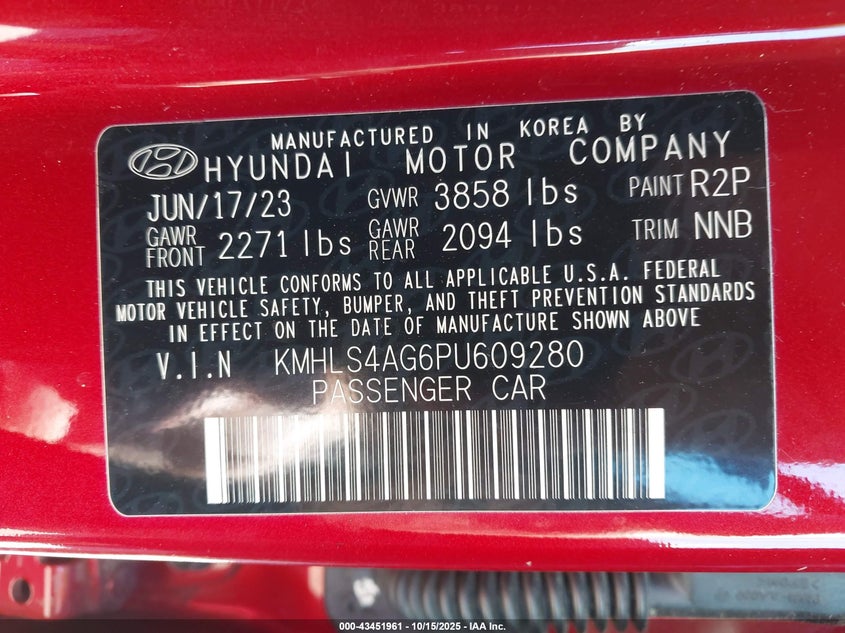 MANUFACTURED IN KOREA BY
HYUNDAI MOTOR COMPANY
JUN/17/23 GVWR 3858 lbs PAINT R2P
GAWR FRONT 2271 lbs GAWR REAR 2094 lbs TRIM NNB
THIS VEHICLE CONFORMS TO ALL APPLICABLE U.S.A. FEDERAL
MOTOR VEHICLE SAFETY, BUMPER, AND THEFT PREVENTION STANDARDS
IN EFFECT ON THE DATE OF MANUFACTURE SHOWN ABOVE
V.I.N KMHLS4AG6PU609280
PASSENGER CAR
000-43451961 - 10/15/2025 - IAA Inc.